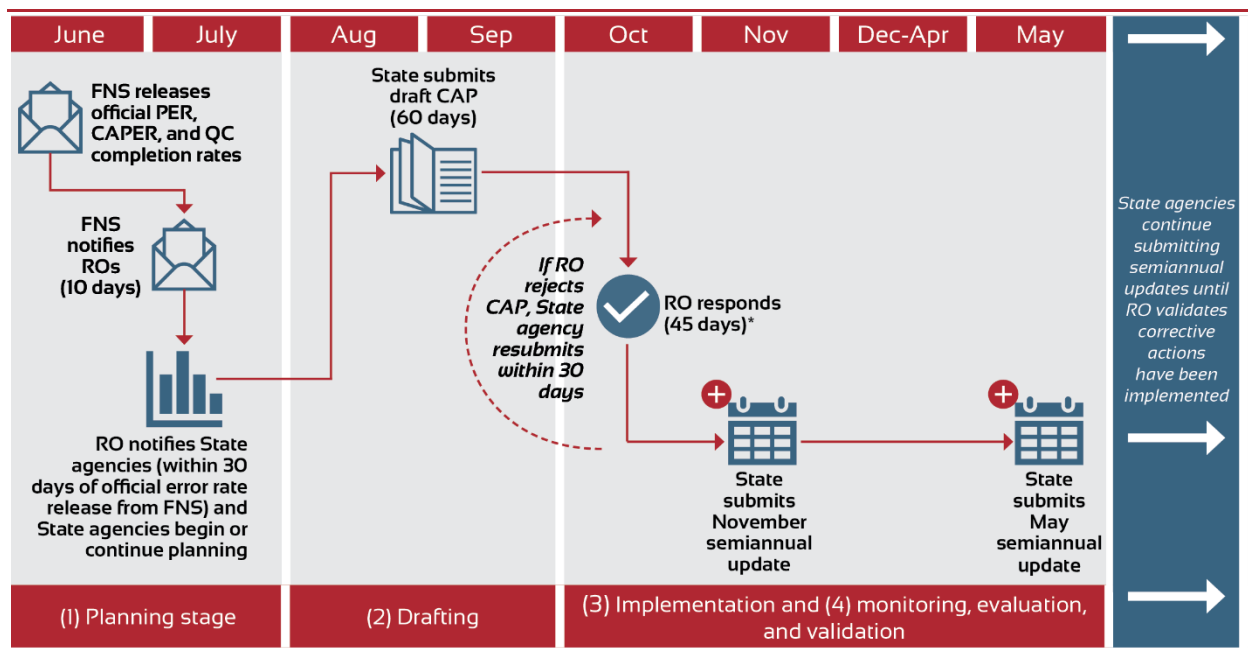 June
July
Aug
Sep
Oct
Nov
Dec-Apr
May
FNS releases
official PER,
CAPER, and QC
completion rates
FNS
notifies
ROs
(10 days)
RO notifies State
agencies (within 30
days of official error rate
release from FNS) and
State agencies begin or
continue planning
State submits
draft CAP
(60 days)
If RO
rejects
CAP, State
agency
resubmits
within 30
days
RO responds
(45 days)*
State
submits
November
semiannual
update
State
submits
May
semiannual
update
State agencies
continue
submitting
semiannual
updates until
RO validates
corrective
actions
have been
implemented
(1) Planning stage
(2) Drafting
(3) Implementation and (4) monitoring, evaluation,
and validation